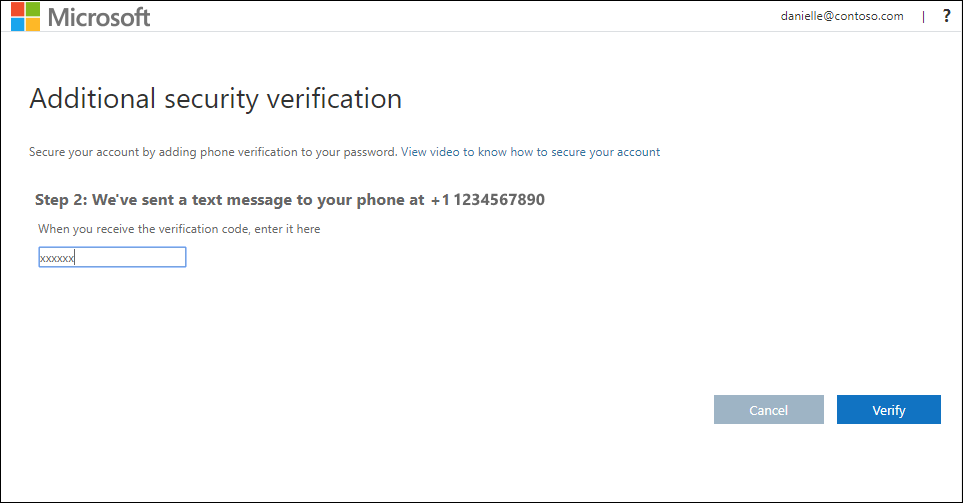 Microsoft
danielle@contoso.com | ?
Additional security verification
Secure your account by adding phone verification to your password. View video to know how to secure your account
Step 2: We've sent a text message to your phone at +1 1234567890
When you receive the verification code, enter it here
xxxxxx
Cancel
Verify